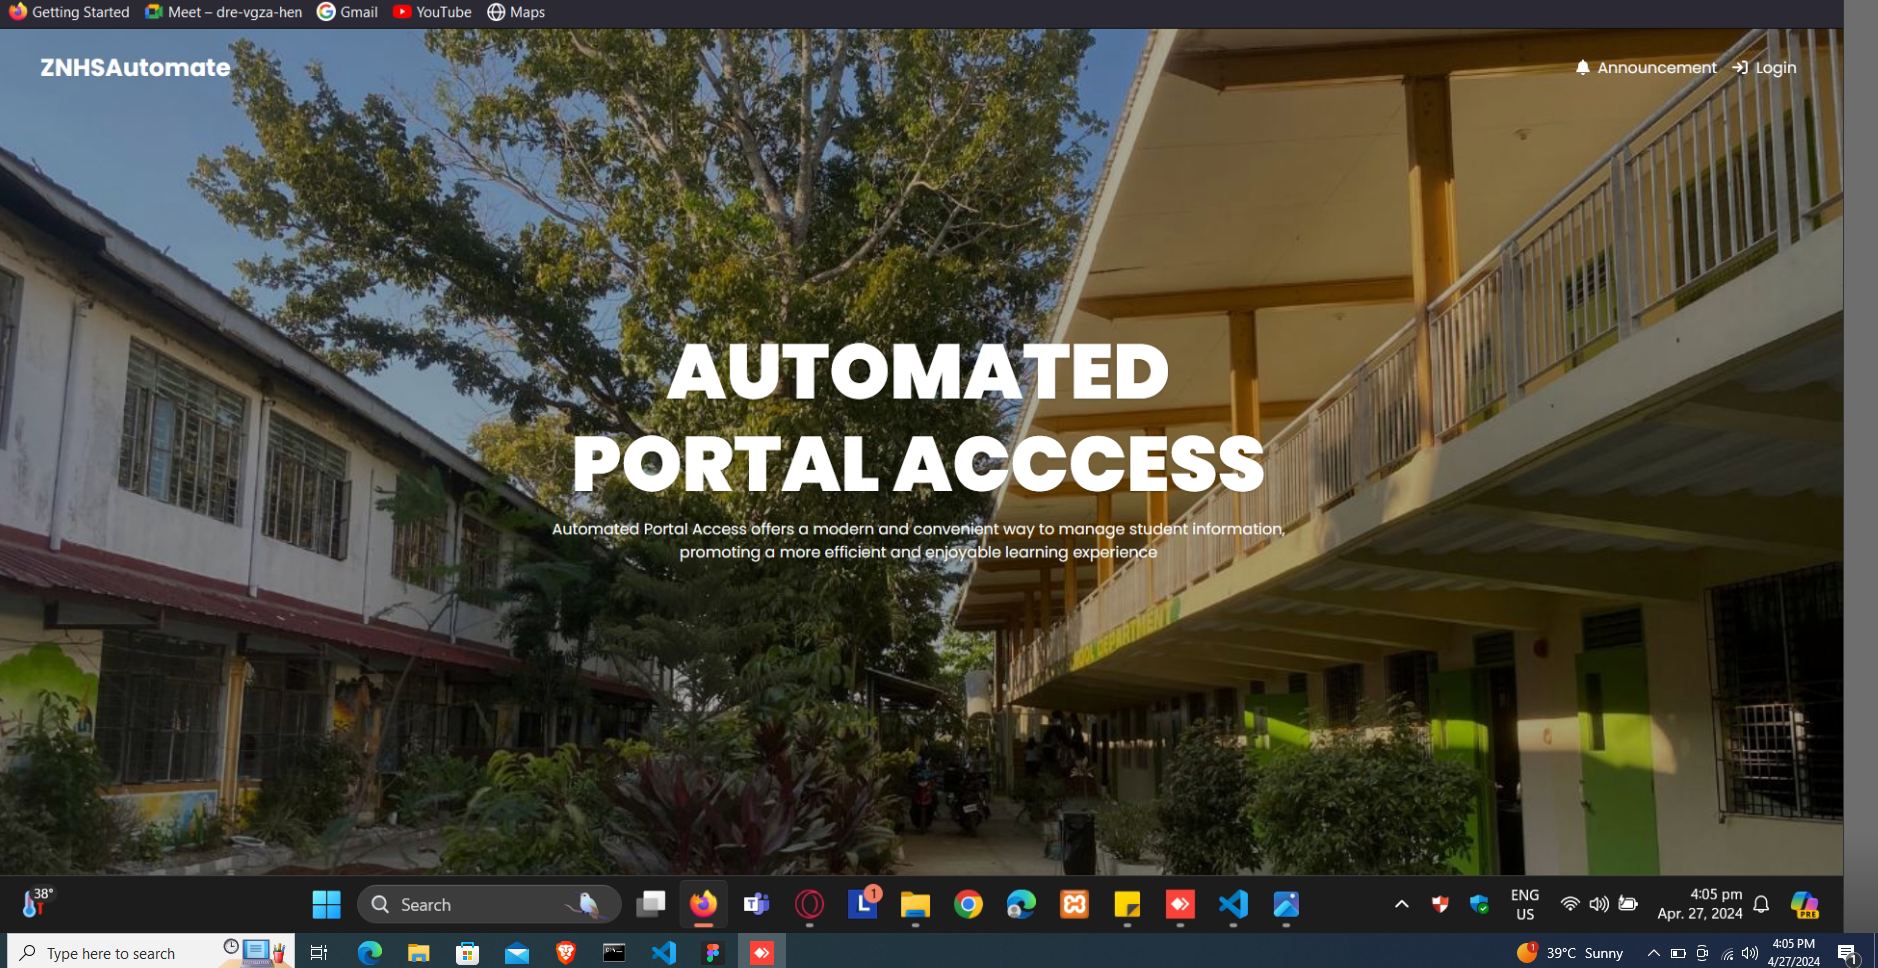 Getting Started Meet – dre-vgza-hen Gmail YouTube Maps
ZNHSAutomate
Announcement Login
AUTOMATED
PORTAL ACCCESS
Automated Portal Access offers a modern and convenient way to manage student information,
promoting a more efficient and enjoyable learning experience
DEPARTMENT
38°
Search
L 1
ENG
US
4:05 pm
Apr. 27, 2024
PRE
Type here to search
1
39°C Sunny
4:05 PM
4/27/2024
1